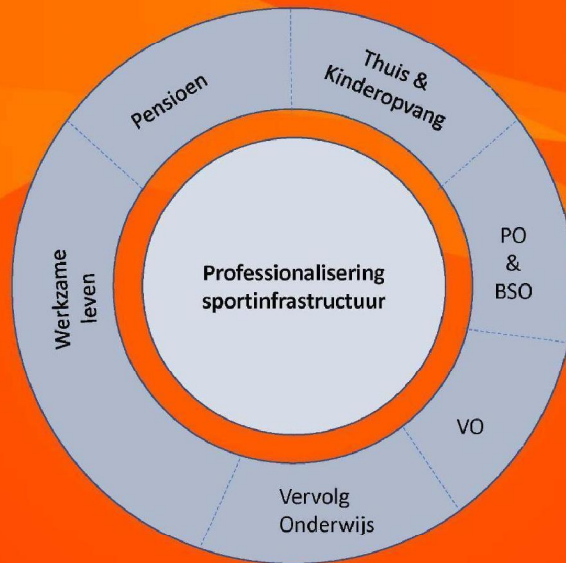 Pensioen
Thuis &
Kinderopvang
PO
&
BSO
VO
Vervolg
Onderwijs
Werkzame
leven
Professionalisering
sportinfrastructuur